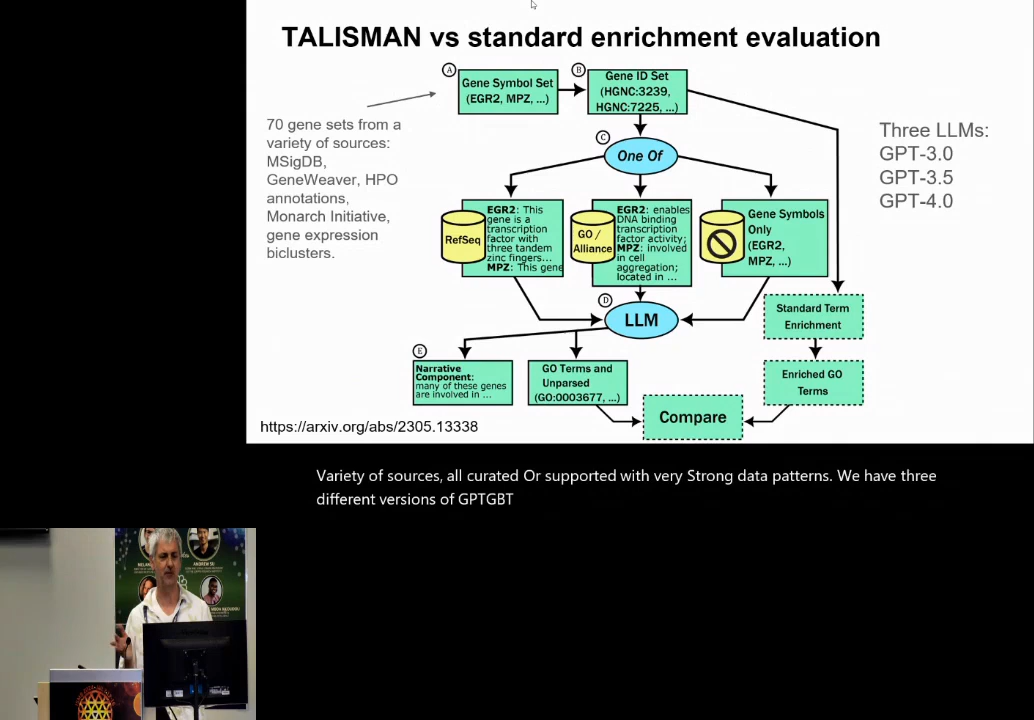 TALISMAN vs standard enrichment evaluation
A
Gene Symbol Set
(EGR2, MPZ, ...)
B
Gene ID Set
(HGNC:3239,
HGNC:7225, ...)
70 gene sets from a
variety of sources:
MSigDB,
GeneWeaver, HPO
annotations,
Monarch Initiative,
gene expression
biclusters.
Three LLMs:
GPT-3.0
GPT-3.5
GPT-4.0
C
One Of
RefSeq
EGR2: This
gene is a
transcription
factor with
three tandem
zinc fingers...
MPZ: This gene
GO /
Alliance
EGR2: enables
DNA binding
transcription
factor activity;
MPZ: involved
in cell
aggregation;
located in ...
Gene Symbols
Only
(EGR2,
MPZ, ...)
D
LLM
Standard Term
Enrichment
E
Narrative
Component:
many of these genes
are involved in ...
GO Terms and
Unparsed
(GO:0003677, ...)
Enriched GO
Terms
Compare
https://arxiv.org/abs/2305.13338
Variety of sources, all curated Or supported with very Strong data patterns. We have three
different versions of GPTGBT
ANDREW SU